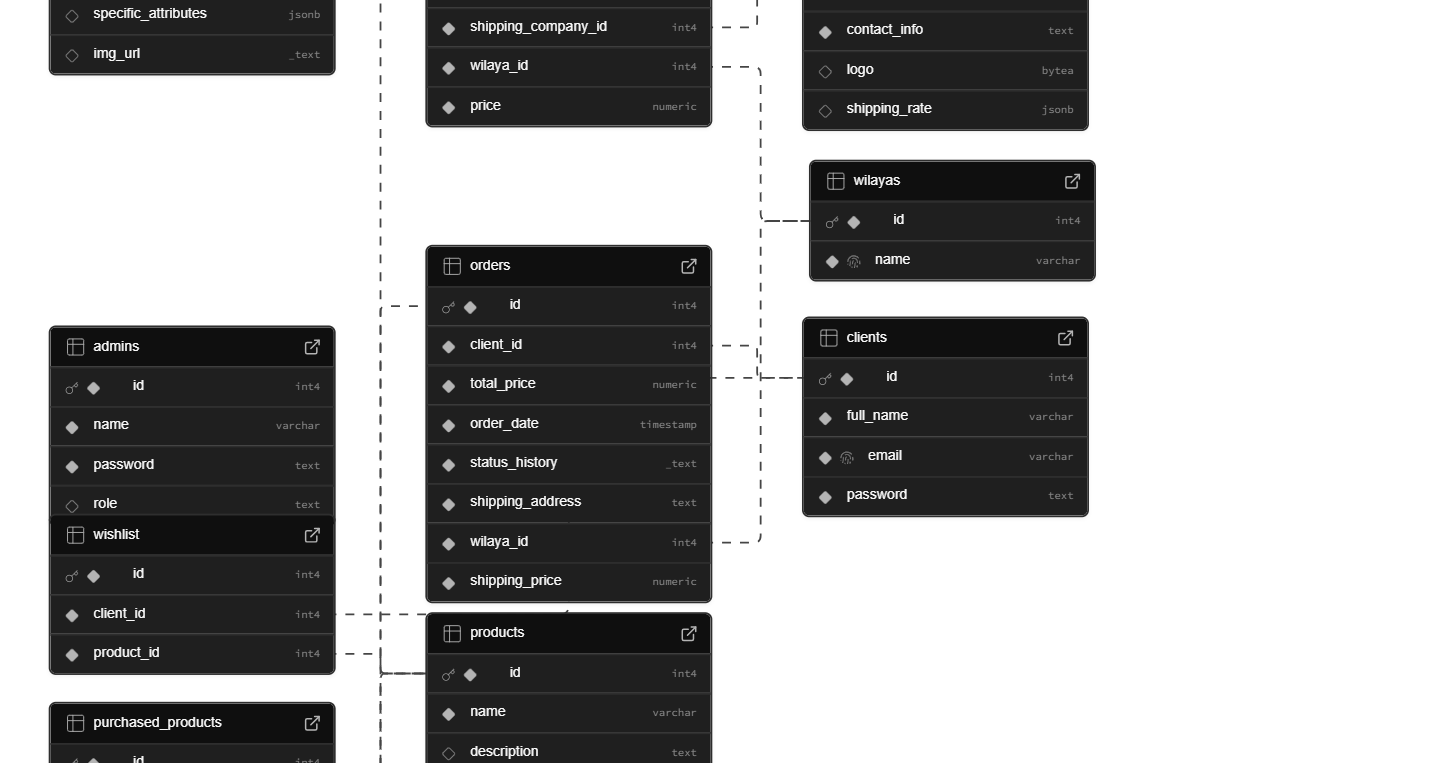 specific_attributes jsonb
img_url _text
shipping_company_id int4
wilaya_id int4
price numeric
contact_info text
logo bytea
shipping_rate jsonb
wilayas
id int4
name varchar
orders
id int4
client_id int4
total_price numeric
order_date timestamp
status_history _text
shipping_address text
wilaya_id int4
shipping_price numeric
clients
id int4
full_name varchar
email varchar
password text
admins
id int4
name varchar
password text
role text
wishlist
id int4
client_id int4
product_id int4
products
id int4
name varchar
description text
purchased_products
id int4